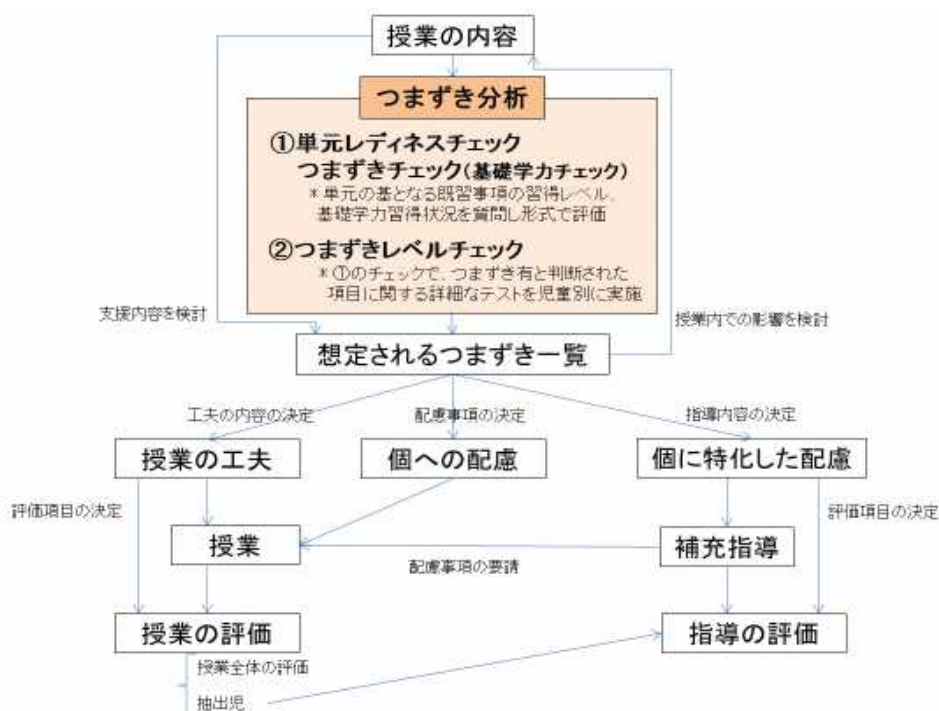 授業の内容
つまずき分析
①単元レディネスチェック
つまずきチェック(基礎学力チェック)
＊単元の基となる既習事項の習得レベル、
基礎学力習得状況を質問し形式で評価
②つまずきレベルチェック
＊①のチェックで、つまずき有と判断された
項目に関する詳細なテストを児童別に実施
支援内容を検討
授業内での影響を検討
想定されるつまずき一覧
工夫の内容の決定
配慮事項の決定
指導内容の決定
授業の工夫
個への配慮
個に特化した配慮
評価項目の決定
評価項目の決定
授業
補充指導
配慮事項の要請
授業の評価
指導の評価
授業全体の評価
抽出児